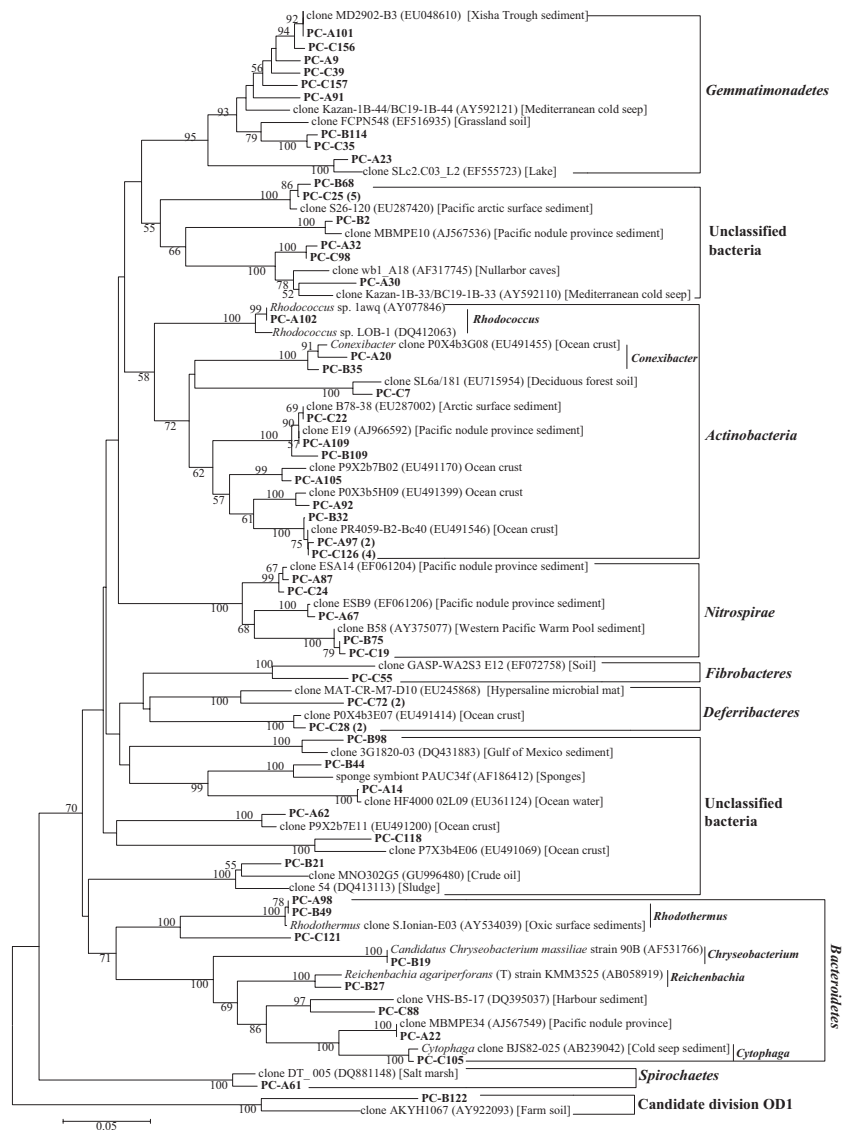 92
clone MD2902-B3 (EU048610) [Xisha Trough sediment]
PC-A101
94
PC-C156
PC-A9
56
PC-C39
PC-C157
PC-A91
93
clone Kazan-1B-44/BC19-1B-44 (AY592121) [Mediterranean cold seep]
clone FCPN548 (EF516935) [Grassland soil]
95
79
PC-B114
100
PC-C35
PC-A23
100
clone SLc2.C03_L2 (EF555723) [Lake]
Gemmatimonadetes
86
PC-B68
100
PC-C25 (5)
clone S26-120 (EU287420) [Pacific arctic surface sediment]
55
PC-B2
100
clone MBMPE10 (AJ567536) [Pacific nodule province sediment]
66
100
PC-A32
PC-C98
100
clone wb1_A18 (AF317745) [Nullarbor caves]
78
PC-A30
52
clone Kazan-1B-33/BC19-1B-33 (AY592110) [Mediterranean cold seep]
Unclassified
bacteria
99
Rhodococcus sp. 1awq (AY077846)
100
PC-A102
Rhodococcus sp. LOB-1 (DQ412063)
Rhodococcus
91
Conexibacter clone P0X4b3G08 (EU491455) [Ocean crust]
100
PC-A20
PC-B35
Conexibacter
58
clone SL6a/181 (EU715954) [Deciduous forest soil]
100
PC-C7
69
clone B78-38 (EU287002) [Arctic surface sediment]
72
PC-C22
90
clone E19 (AJ966592) [Pacific nodule province sediment]
100
57
PC-A109
PC-B109
62
99
clone P9X2b7B02 (EU491170) Ocean crust
PC-A105
57
100
clone P0X3b5H09 (EU491399) Ocean crust
PC-A92
61
PC-B32
100
clone PR4059-B2-Bc40 (EU491546) [Ocean crust]
75
PC-A97 (2)
PC-C126 (4)
Actinobacteria
67
clone ESA14 (EF061204) [Pacific nodule province sediment]
99
PC-A87
PC-C24
100
clone ESB9 (EF061206) [Pacific nodule province sediment]
100
PC-A67
68
clone B58 (AY375077) [Western Pacific Warm Pool sediment]
100
PC-B75
79
PC-C19
Nitrospirae
100
clone GASP-WA2S3_E12 (EF072758) [Soil]
PC-C55
Fibrobacteres
clone MAT-CR-M7-D10 (EU245868) [Hypersaline microbial mat]
100
PC-C72 (2)
clone P0X4b3E07 (EU491414) [Ocean crust]
100
PC-C28 (2)
Deferribacteres
PC-B98
100
clone 3G1820-03 (DQ431883) [Gulf of Mexico sediment]
PC-B44
100
sponge symbiont PAUC34f (AF186412) [Sponges]
99
PC-A14
100
clone HF4000_02L09 (EU361124) [Ocean water]
70
PC-A62
100
clone P9X2b7E11 (EU491200) [Ocean crust]
PC-C118
100
clone P7X3b4E06 (EU491069) [Ocean crust]
55
PC-B21
100
clone MNO302G5 (GU996480) [Crude oil]
clone 54 (DQ413113) [Sludge]
Unclassified
bacteria
78
PC-A98
100
PC-B49
Rhodothermus clone S.Ionian-E03 (AY534039) [Oxic surface sediments]
100
PC-C121
Rhodothermus
71
Candidatus Chryseobacterium massiliae strain 90B (AF531766)
100
PC-B19
Chryseobacterium
100
Reichenbachia agariperforans (T) strain KMM3525 (AB058919)
100
PC-B27
Reichenbachia
69
clone VHS-B5-17 (DQ395037) [Harbour sediment]
97
PC-C88
86
clone MBMPE34 (AJ567549) [Pacific nodule province]
100
PC-A22
100
Cytophaga clone BJS82-025 (AB239042) [Cold seep sediment]
100
PC-C105
Cytophaga
Bacteroidetes
clone DT_ 005 (DQ881148) [Salt marsh]
100
PC-A61
Spirochaetes
PC-B122
100
clone AKYH1067 (AY922093) [Farm soil]
Candidate division OD1
0.05